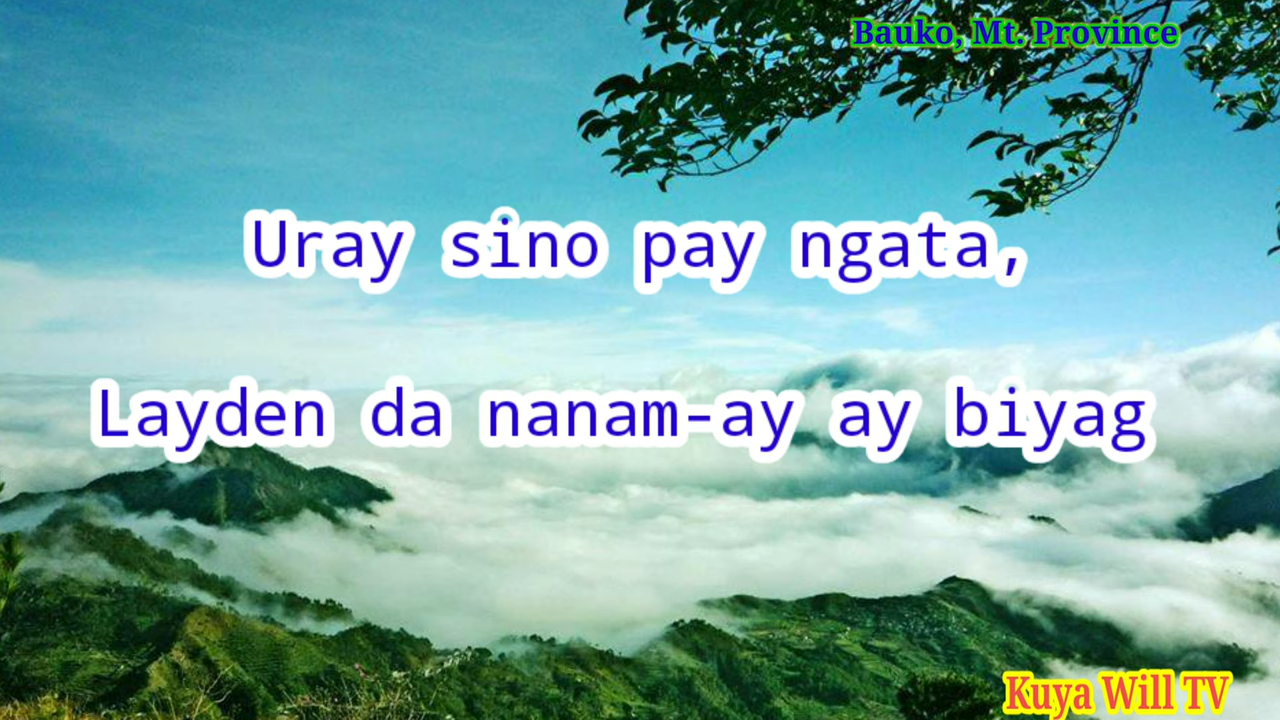 Bauko, Mt. Province
Uray sino pay ngata,
Layden da nanam-ay ay biyag
Kuya Will TV